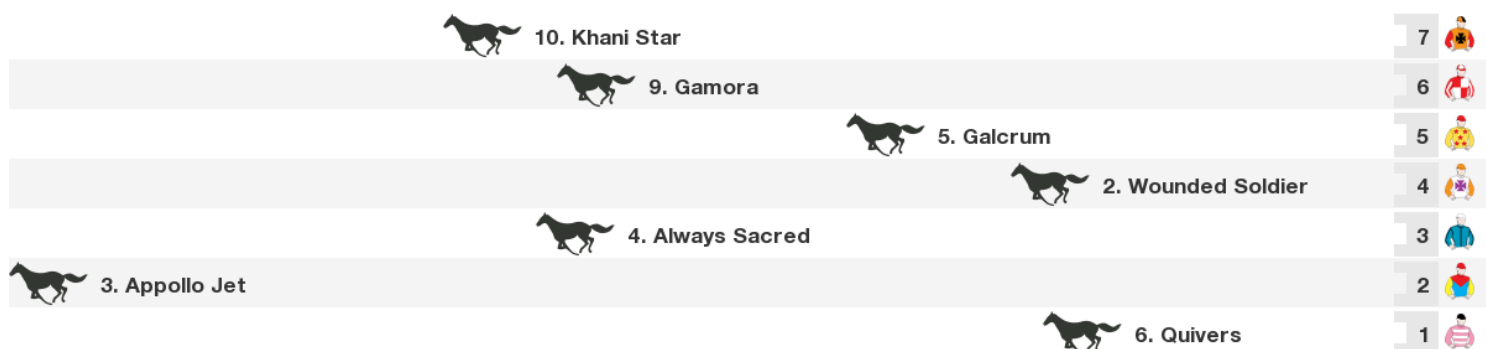 10. Khani Star 7
9. Gamora 6
5. Galcrum 5
2. Wounded Soldier 4
4. Always Sacred 3
3. Appollo Jet 2
6. Quivers 1